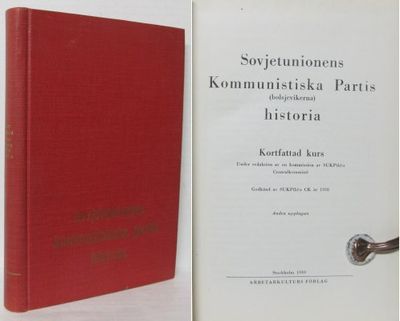 Sovjetunionens
Kommunistiska Partis
(bolsjevikerna)
historia
Kortfattad kurs
Under redaktion av en kommission av SUKP(b):s
Centralkommitté
Godkänd av SUKP(b):s CK år 1938
Andra upplagan
Stockholm
ARBETARKULTURS FÖRLAG